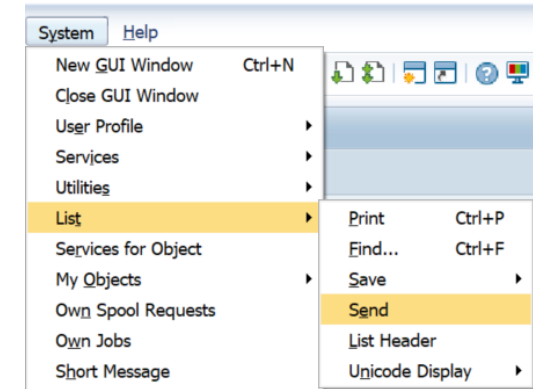 System Help
New GUI Window Ctrl+N
Close GUI Window
User Profile
Services
Utilities
List
Services for Object
My Objects
Own Spool Requests
Own Jobs
Short Message
Print Ctrl+P
Find... Ctrl+F
Save
Send
List Header
Unicode Display